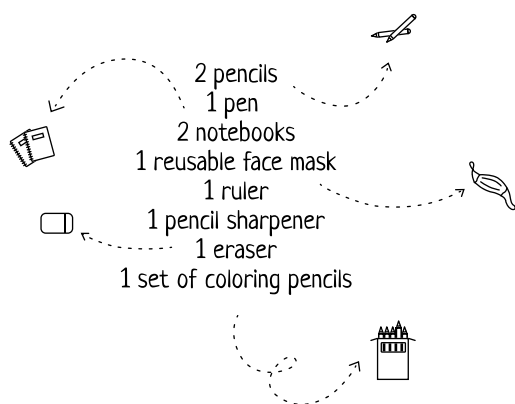 2 pencils
1 pen
2 notebooks
1 reusable face mask
1 ruler
1 pencil sharpener
1 eraser
1 set of coloring pencils